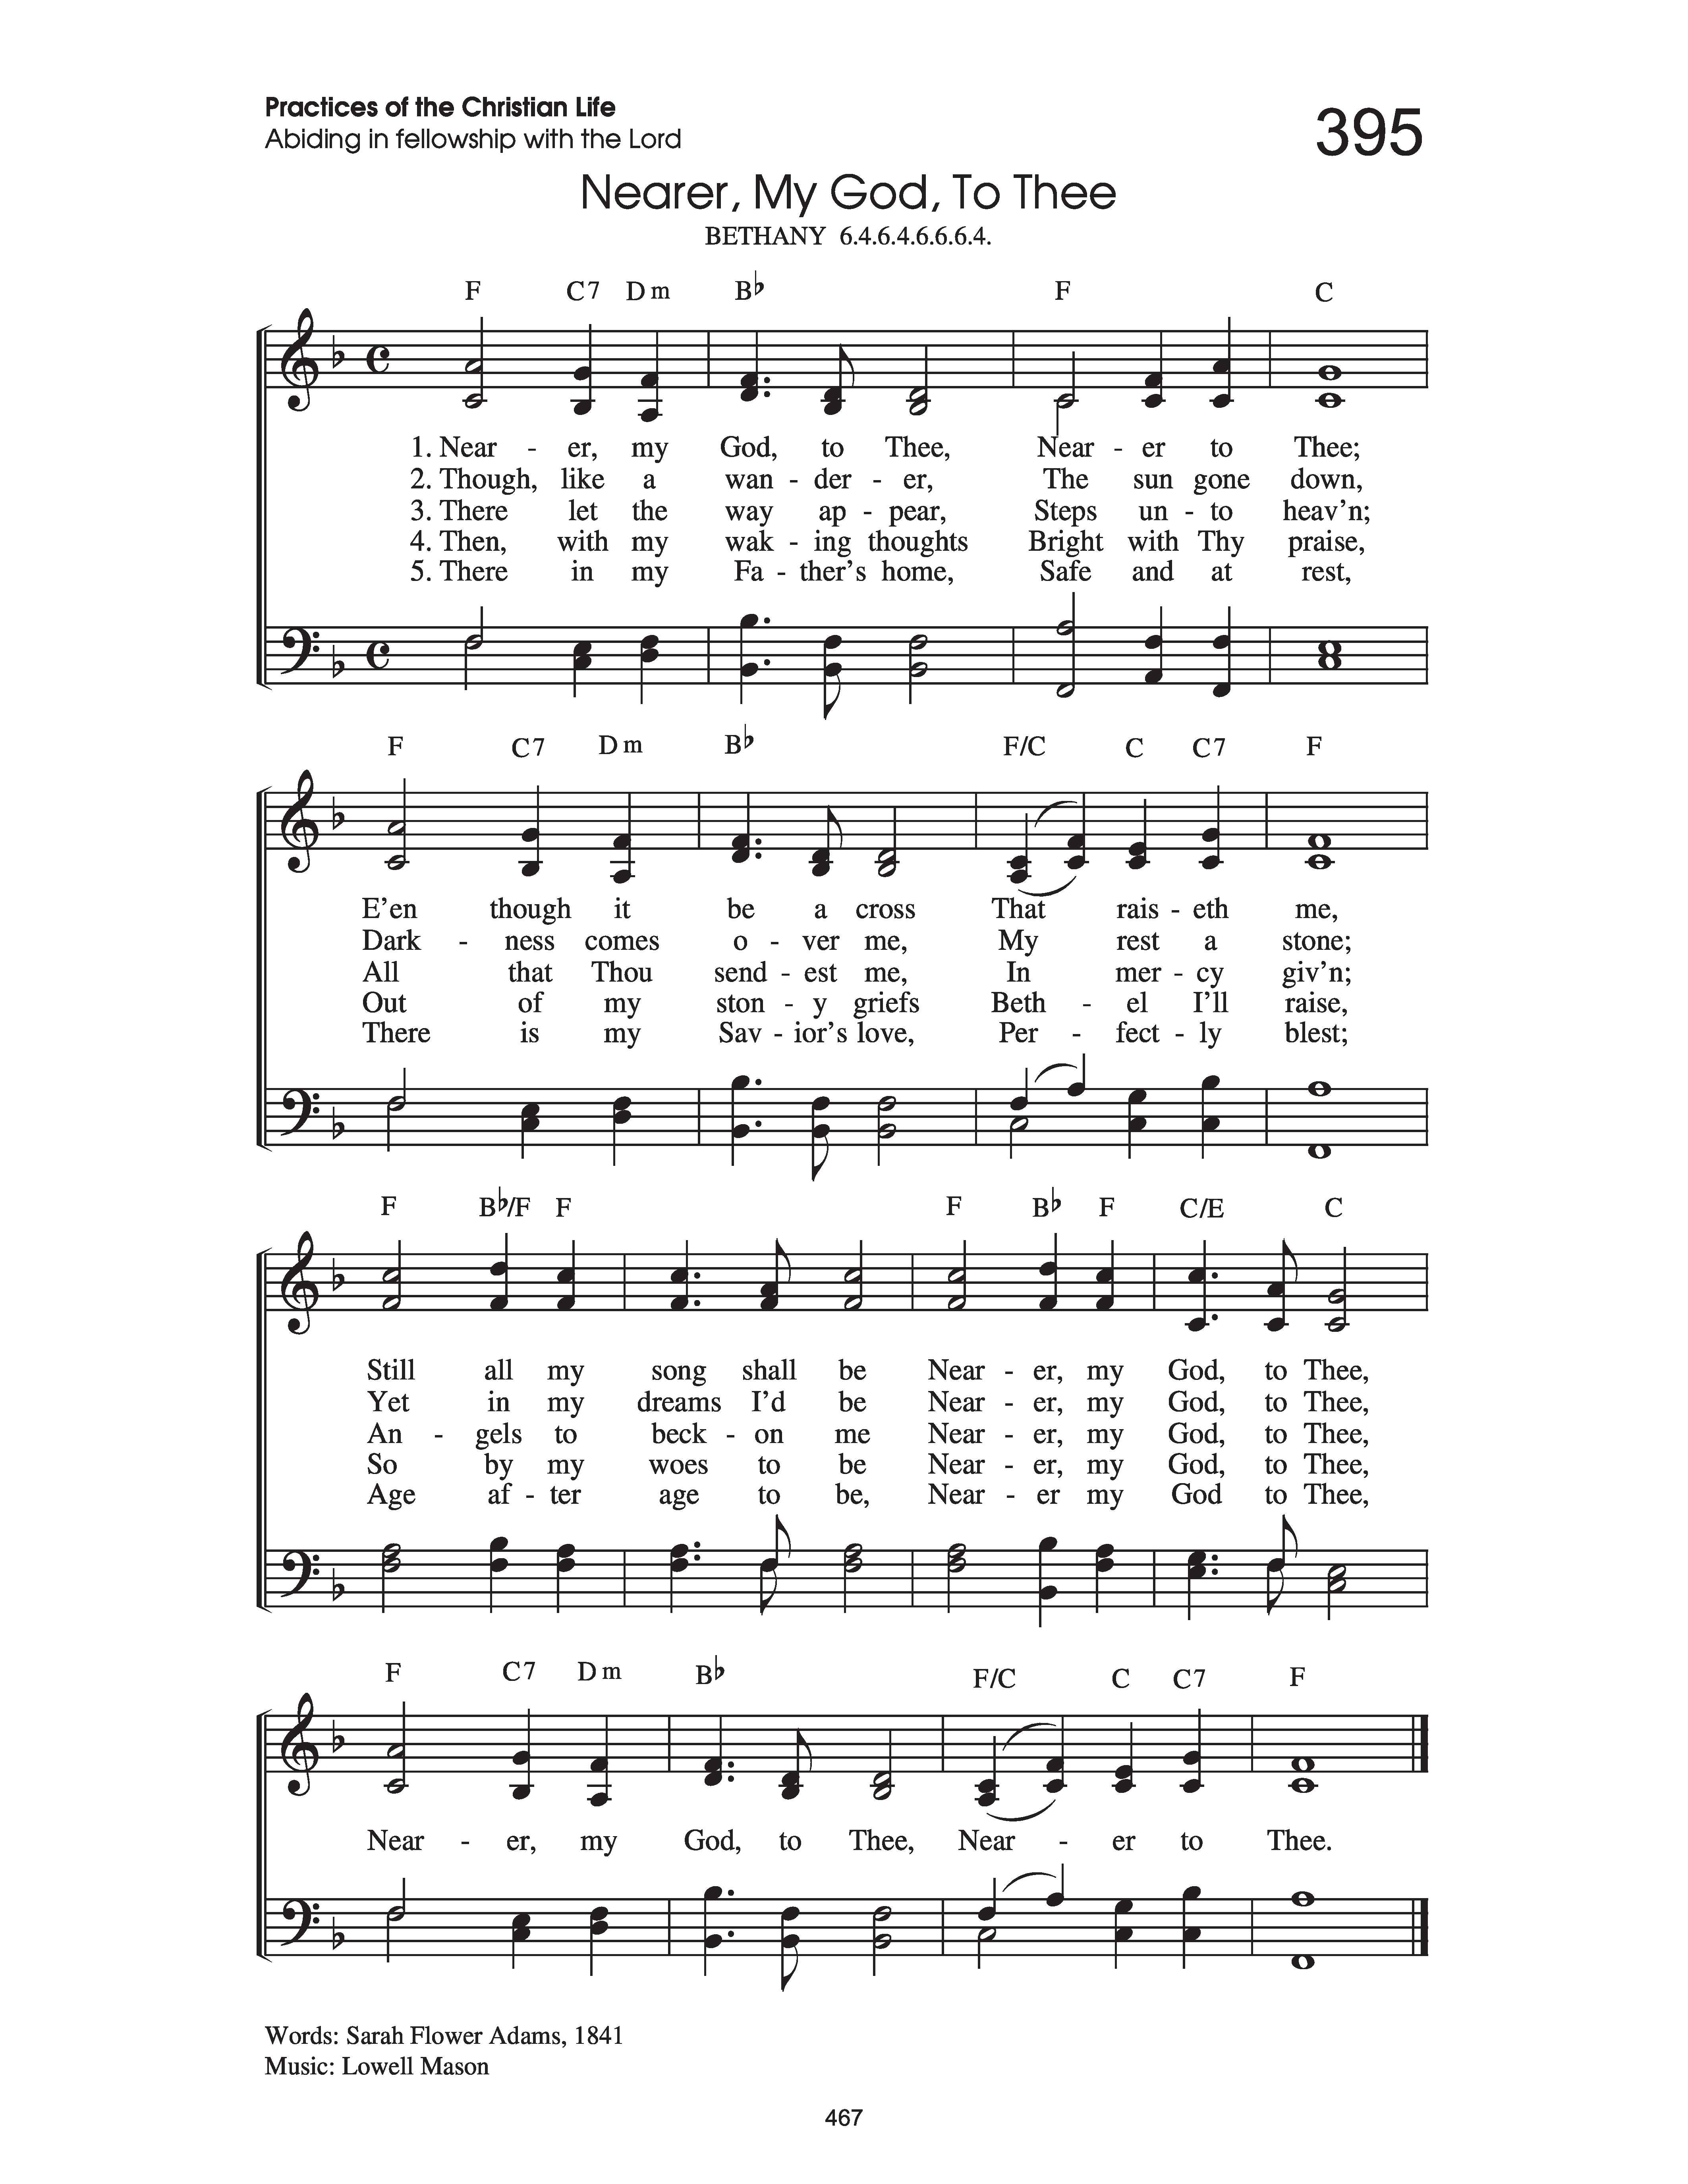 Practices of the Christian Life
Abiding in fellowship with the Lord
395
Nearer, My God, To Thee
BETHANY 6.4.6.4.6.6.6.4.
F C7 Dm B♭ F C
1. Near - er, my God, to Thee, Near - er to Thee;
2. Though, like a wan - der - er, The sun gone down,
3. There let the way ap - pear, Steps un - to heav'n;
4. Then, with my wak - ing thoughts Bright with Thy praise,
5. There in my Fa - ther's home, Safe and at rest,
F C7 Dm B♭ F/C C C7 F
E'en though it be a cross That rais - eth me,
Dark - ness comes o - ver me, My rest a stone;
All that Thou send - est me, In mer - cy giv'n;
Out of my ston - y griefs Beth - el I'll raise,
There is my Sav - ior's love, Per - fect - ly blest;
F B♭/F F F B♭ F C/E C
Still all my song shall be Near - er, my God, to Thee,
Yet in my dreams I'd be Near - er, my God, to Thee,
An - gels to beck - on me Near - er, my God, to Thee,
So by my woes to be Near - er, my God, to Thee,
Age af - ter age to be, Near - er my God to Thee,
F C7 Dm B♭ F/C C C7 F
Near - er, my God, to Thee, Near - er to Thee.
Words: Sarah Flower Adams, 1841
Music: Lowell Mason
467